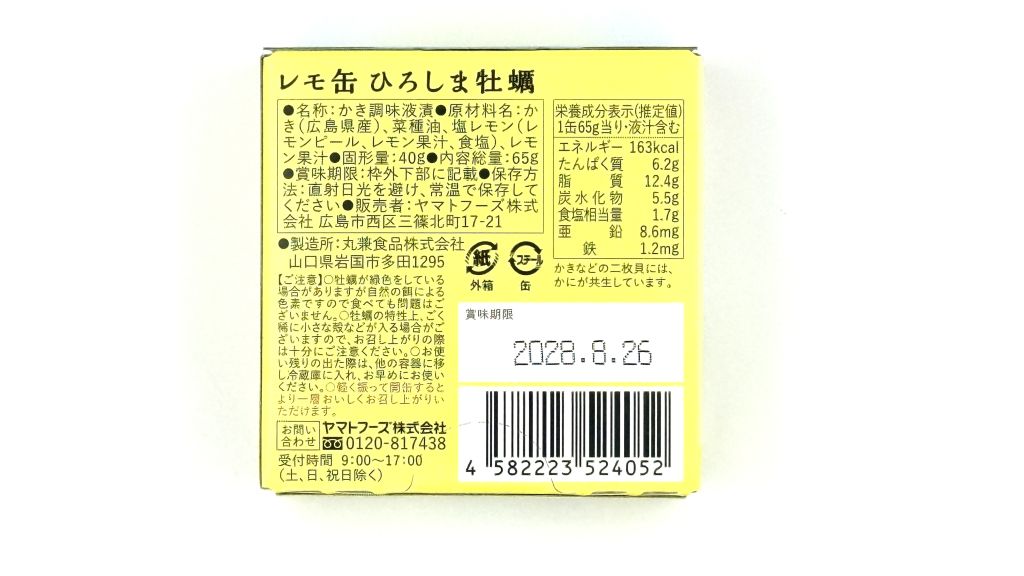 レモ缶 ひろしま牡蠣
●名称:かき調味液漬●原材料名:か
き(広島県産)、菜種油、塩レモン(レ
モンピール、レモン果汁、食塩)、レモ
ン果汁●固形量:40g●内容総量:65g
●賞味期限:枠外下部に記載●保存方
法:直射日光を避け、常温で保存して
ください●販売者:ヤマトフーズ株式
会社 広島市西区三篠北町17-21
●製造所:丸兼食品株式会社
山口県岩国市多田1295
【ご注意】○牡蠣が緑色をしている
場合がありますが自然の餌による
色素ですので食べても問題はござ
いません。○牡蠣の特性上、ごく
稀に小さな殻などが入る場合がご
ざいますので、お召し上がりの際
は十分にご注意ください。○お使
い残りの出た際は、他の容器に移
し冷蔵庫に入れ、お早めにお使い
ください。○軽く振って開缶すると
より一層おいしくお召し上がりい
ただけます。
お問い
合わせ
ヤマトフーズ株式会社
0120-817438
受付時間 9:00〜17:00
(土、日、祝日除く)
栄養成分表示(推定値)
1缶65g当り・液汁含む
エネルギー 163kcal
たんぱく質 6.2g
脂質 12.4g
炭水化物 5.5g
食塩相当量 1.7g
亜鉛 8.6mg
鉄 1.2mg
かきなどの二枚貝には、
かにが共生しています。
紙
外箱
スチール
缶
賞味期限
2028.8.26
4 582223 524052